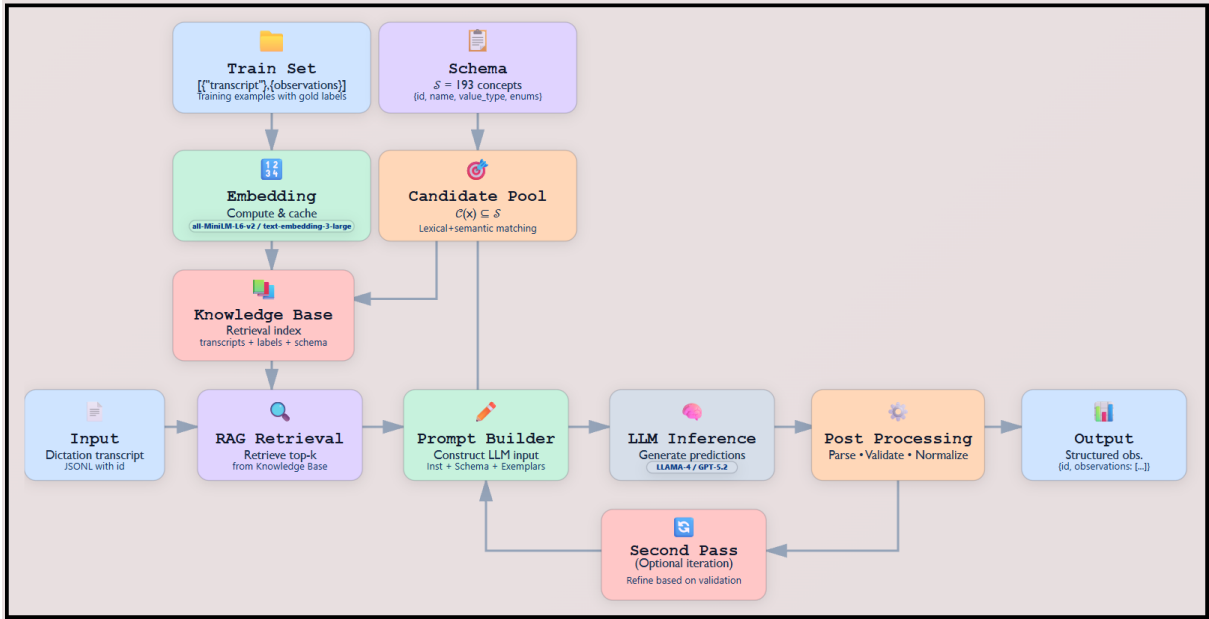 Train Set
[{"transcript"},{observations}]
Training examples with gold labels
Schema
𝒮 = 193 concepts
{id, name, value_type, enums}
1 2
3 4
Embedding
Compute & cache
all-MiniLM-L6-v2 / text-embedding-3-large
Candidate Pool
𝒞(x) ⊆ 𝒮
Lexical+semantic matching
Knowledge Base
Retrieval index
transcripts + labels + schema
Input
Dictation transcript
JSONL with id
RAG Retrieval
Retrieve top-k
from Knowledge Base
Prompt Builder
Construct LLM input
Inst + Schema + Exemplars
LLM Inference
Generate predictions
LLAMA-4 / GPT-5.2
Post Processing
Parse • Validate • Normalize
Output
Structured obs.
{id, observations: [...]}
Second Pass
(Optional iteration)
Refine based on validation